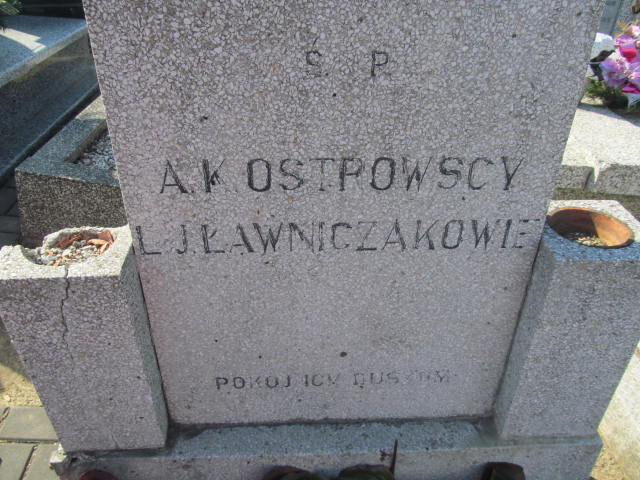 Ś. P.
A. K. OSTROWSCY
L. J. ŁAWNICZAKOWIE
POKÓJ ICH DUSZOM